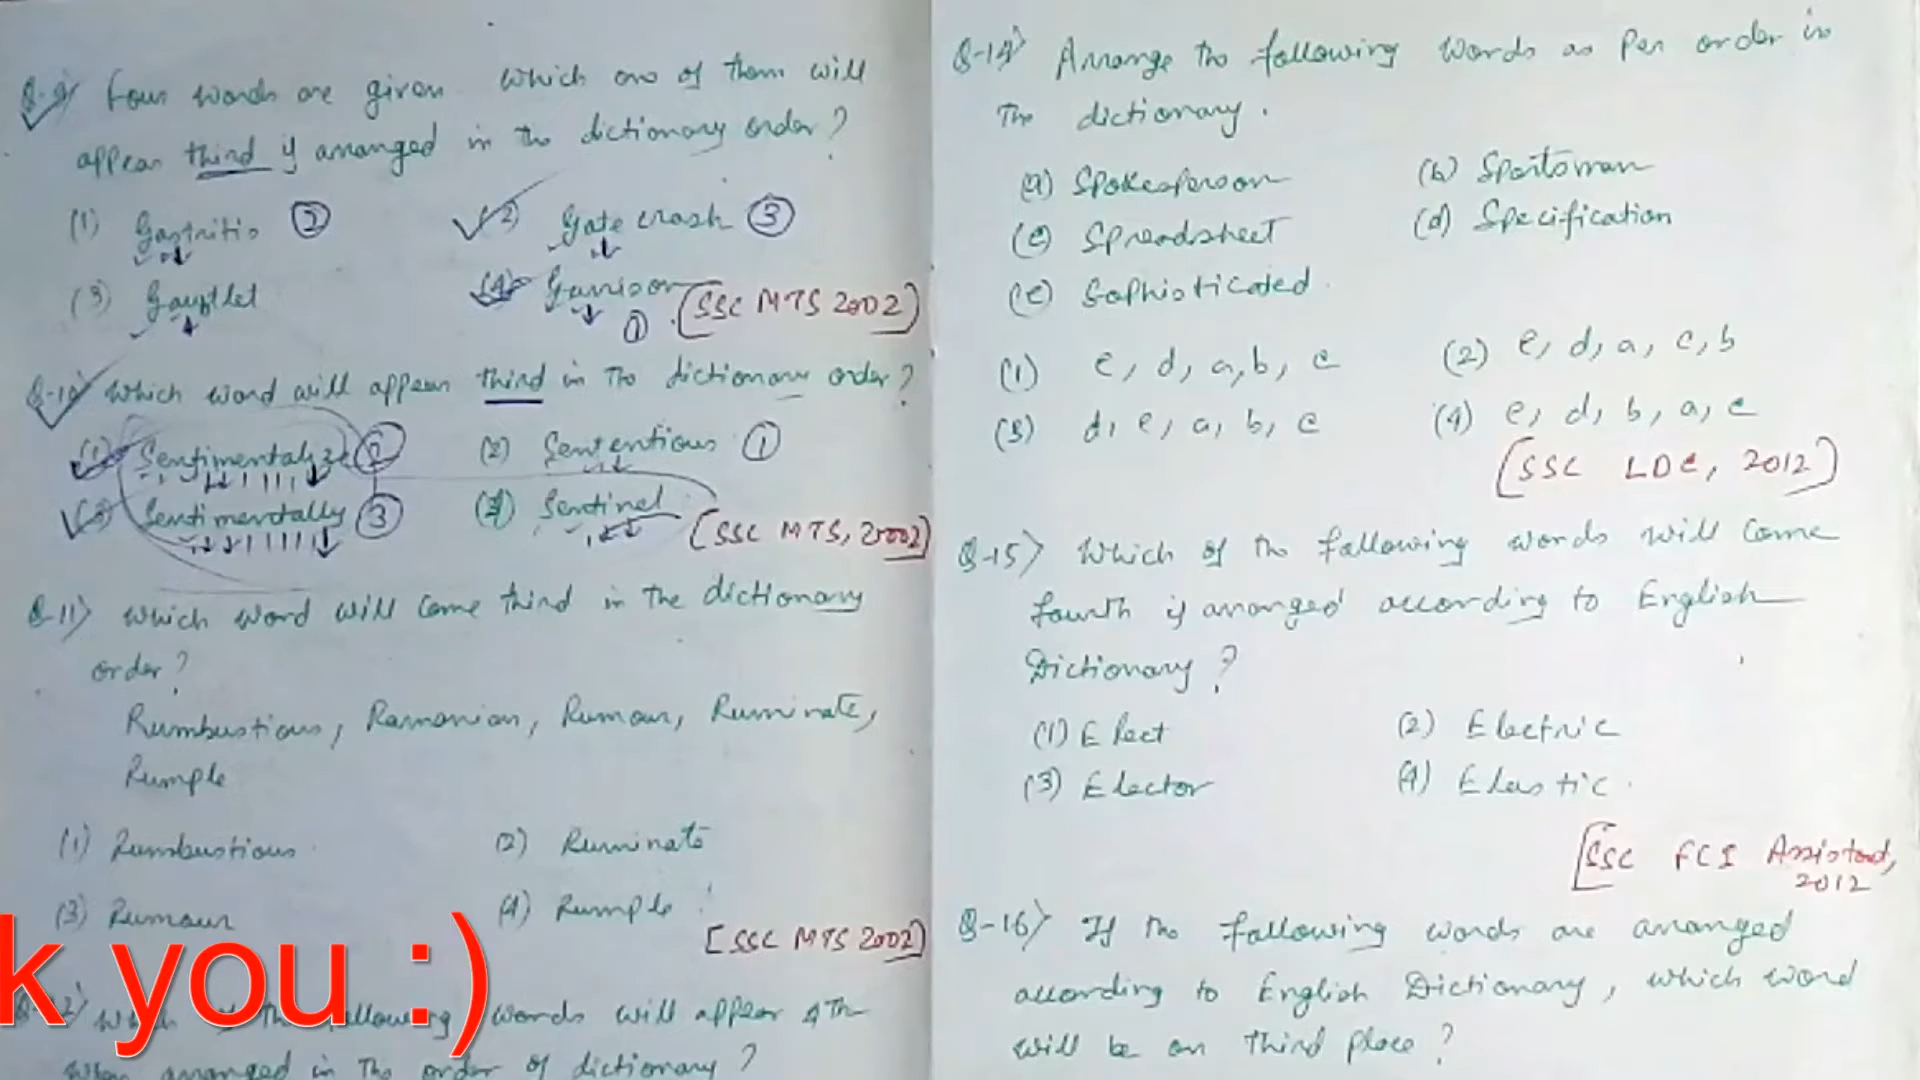 Q-9) Four words are given which one of them will
appear third if arranged in the dictionary order?
(1) Gastritis ② (2) Gate crash ③
(3) Gauntlet (4) Garrison ① [SSC MTS 2002]
Q-10) Which word will appear third in the dictionary order?
(1) Sentimentalize ② (2) Sententious ①
(3) Sentimentally ③ (4) Sentinel [SSC MTS, 2002]
Q-11) Which word will come third in the dictionary
order?
Rumbustious, Ramanian, Rumour, Ruminate,
Rumple
(1) Rumbustious (2) Ruminate
(3) Rumour (4) Rumple
[SSC MTS 2002]
k you :)
Which of the following words will appear 4th
when arranged in the order of dictionary?
Q-14) Arrange the following words as per order in
The dictionary.
(a) Spokesperson (b) Sportsman
(c) Spreadsheet (d) Specification
(e) Sophisticated
(1) e, d, a, b, c (2) e, d, a, c, b
(3) d, e, a, b, c (4) e, d, b, a, c
[SSC LDC, 2012]
Q-15) Which of the following words will come
fourth if arranged according to English
Dictionary?
(1) Elect (2) Electric
(3) Elector (4) Elastic.
[SSC FCI Assistant,
2012
Q-16) If the following words are arranged
according to English Dictionary, which word
will be on third place?